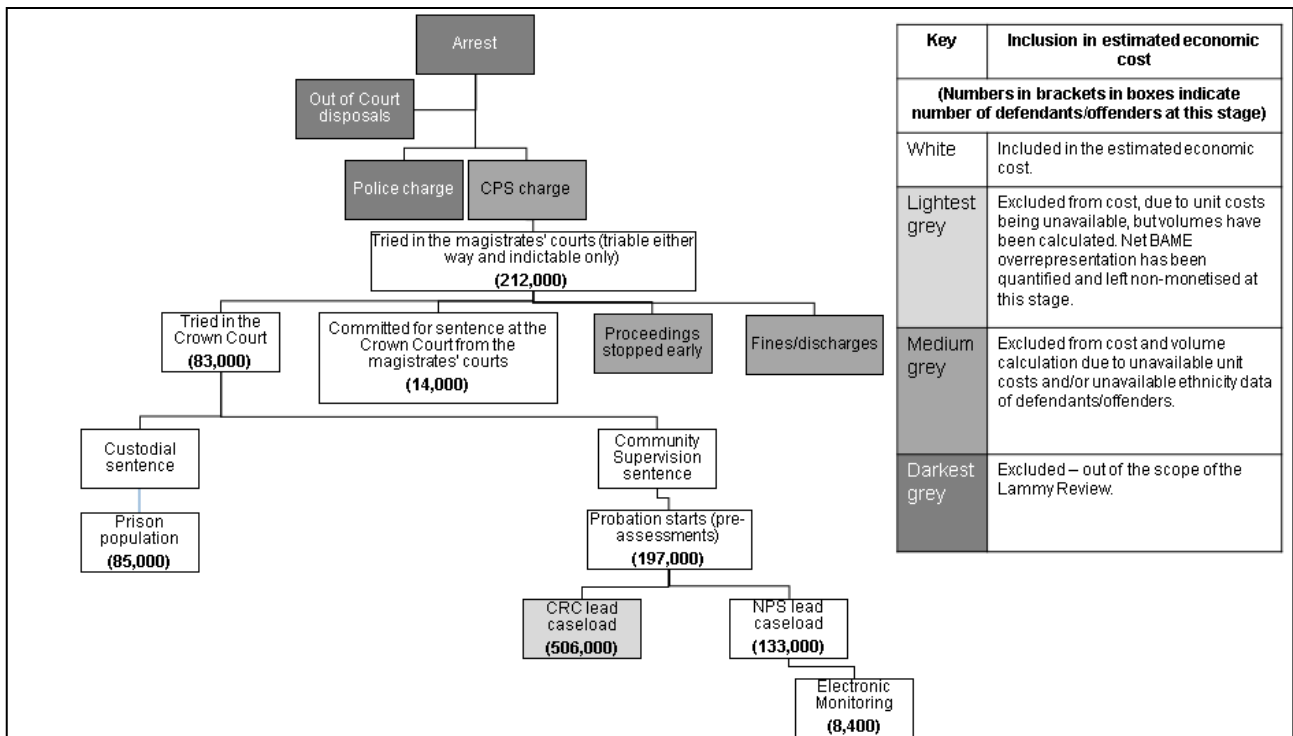 Arrest
Out of Court
disposals
Police charge
CPS charge
Tried in the magistrates' courts (triable either
way and indictable only)
(212,000)
Tried in the
Crown Court
(83,000)
Committed for sentence at the
Crown Court from the
magistrates' courts
(14,000)
Proceedings
stopped early
Fines/discharges
Custodial
sentence
Community
Supervision
sentence
Prison
population
(85,000)
Probation starts (pre-
assessments)
(197,000)
CRC lead
caseload
(506,000)
NPS lead
caseload
(133,000)
Electronic
Monitoring
(8,400)
Key
Inclusion in estimated economic
cost
(Numbers in brackets in boxes indicate
number of defendants/offenders at this stage)
White
Included in the estimated economic
cost.
Lightest
grey
Excluded from cost, due to unit costs
being unavailable, but volumes have
been calculated. Net BAME
overrepresentation has been
quantified and left non-monetised at
this stage.
Medium
grey
Excluded from cost and volume
calculation due to unavailable unit
costs and/or unavailable ethnicity data
of defendants/offenders.
Darkest
grey
Excluded – out of the scope of the
Lammy Review.